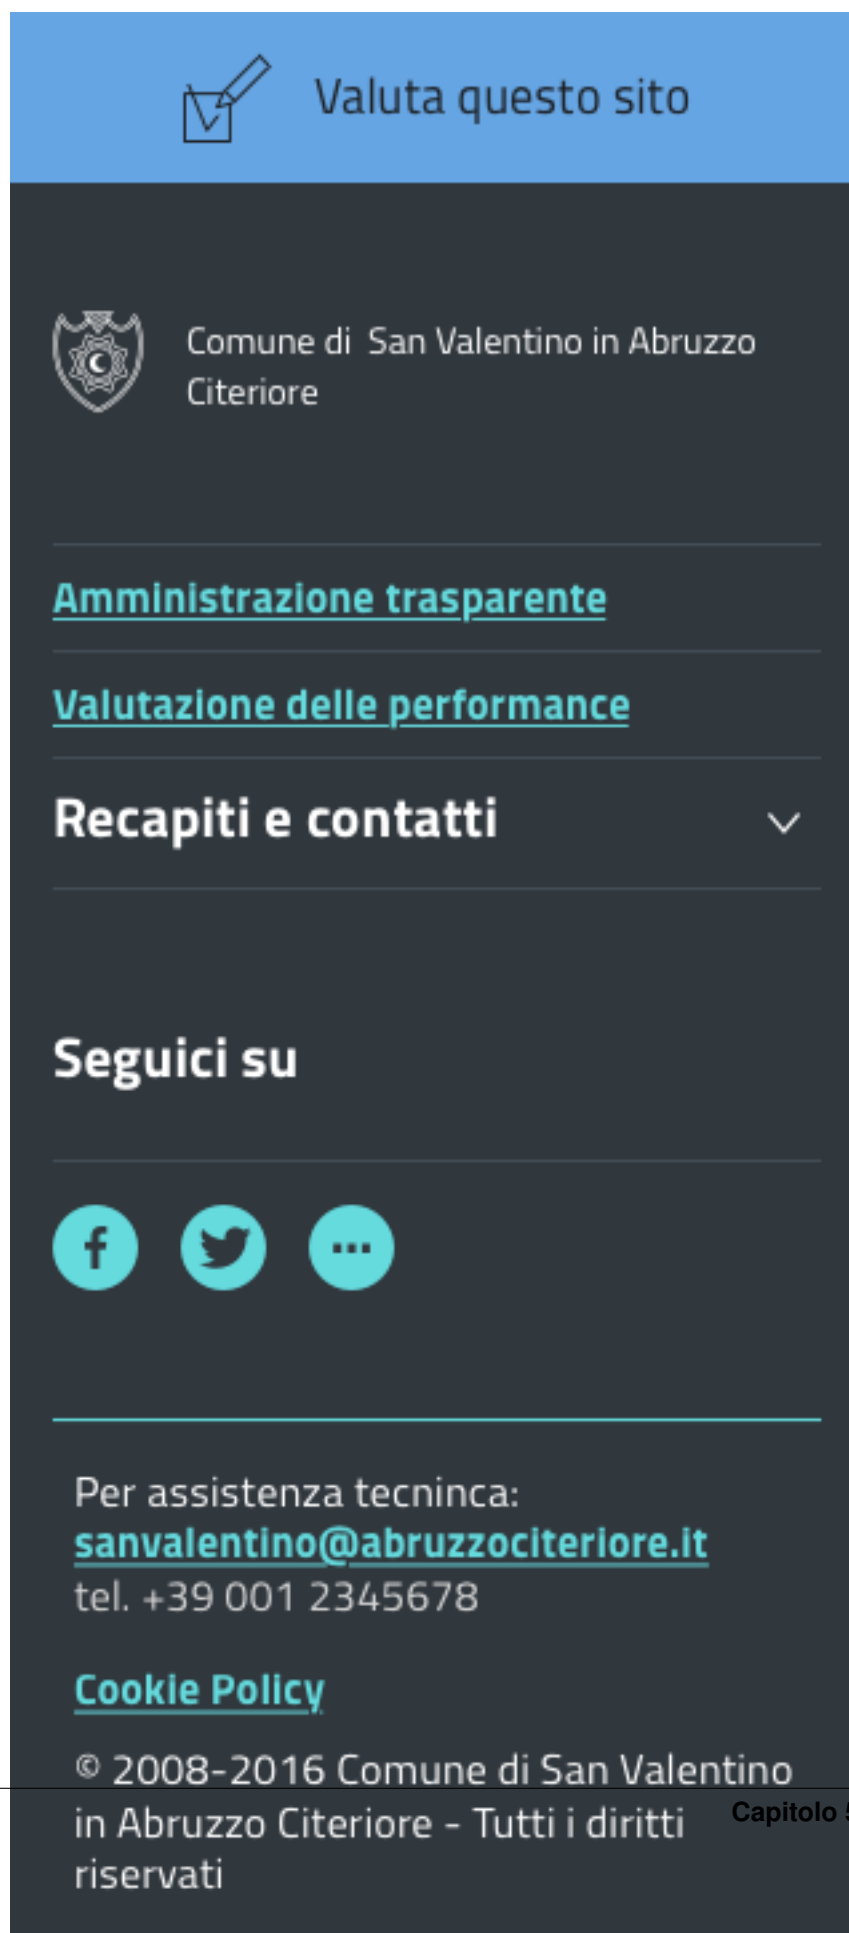 Valuta questo sito
Comune di San Valentino in Abruzzo
Citeriore
Amministrazione trasparente
Valutazione delle performance
Recapiti e contatti
Seguici su
Per assistenza tecninca:
sanvalentino@abruzzociteriore.it
tel. +39 001 2345678
Cookie Policy
© 2008-2016 Comune di San Valentino
in Abruzzo Citeriore - Tutti i diritti
riservati
Capitolo 5